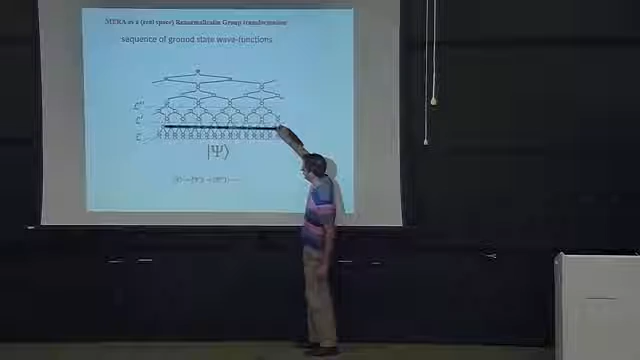 MERA as a (real space) Renormalization Group transformation
sequence of ground state wave-functions
ℒ''
ℒ'
ℒ
|Ψ⟩
|Ψ⟩→|Ψ'⟩→|Ψ''⟩→⋯